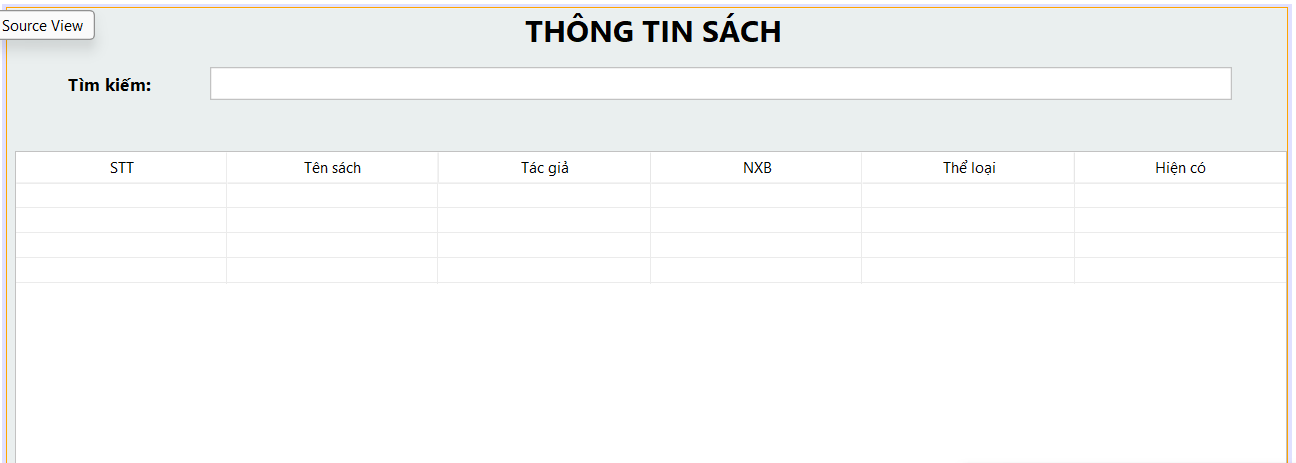 Source View
THÔNG TIN SÁCH
Tìm kiếm:
STT Tên sách Tác giả NXB Thể loại Hiện có